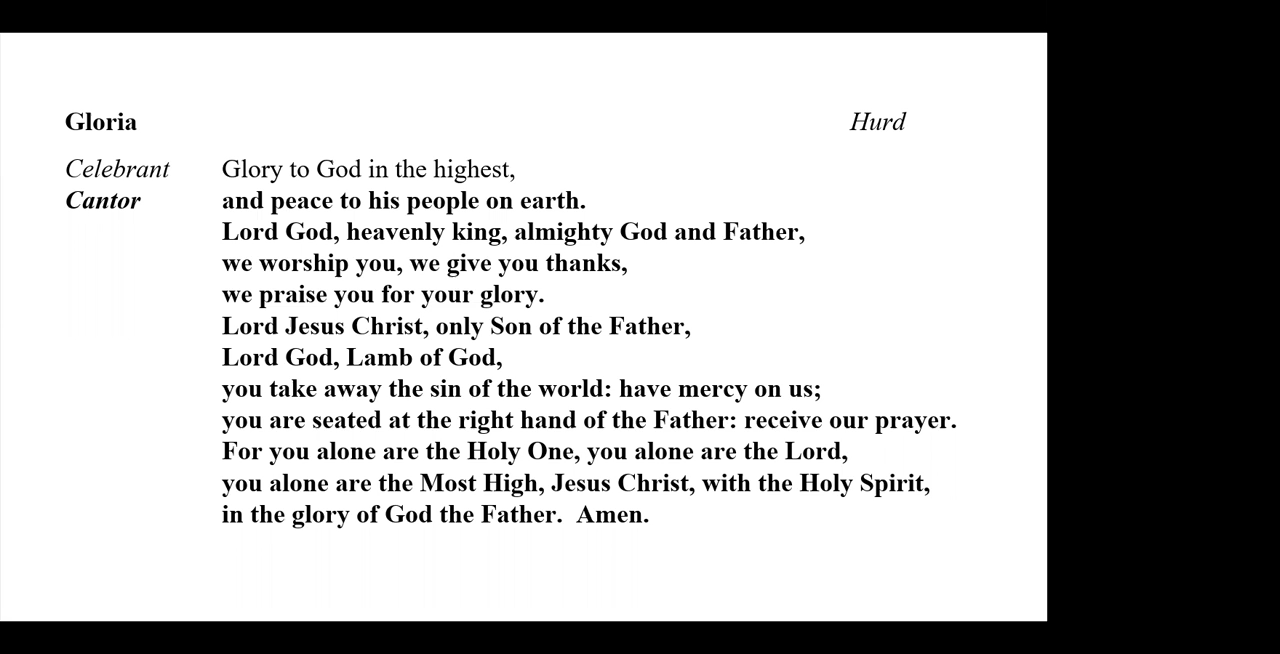 Gloria Hurd
Celebrant Glory to God in the highest,
Cantor and peace to his people on earth.
Lord God, heavenly king, almighty God and Father,
we worship you, we give you thanks,
we praise you for your glory.
Lord Jesus Christ, only Son of the Father,
Lord God, Lamb of God,
you take away the sin of the world: have mercy on us;
you are seated at the right hand of the Father: receive our prayer.
For you alone are the Holy One, you alone are the Lord,
you alone are the Most High, Jesus Christ, with the Holy Spirit,
in the glory of God the Father.  Amen.